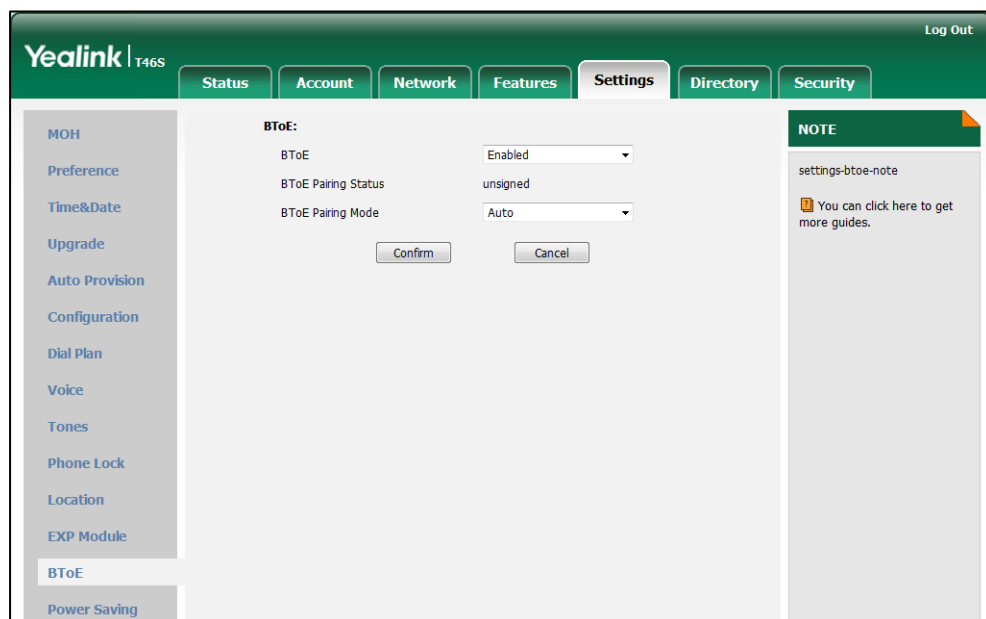 Log Out
Yealink | T46S
Status Account Network Features Settings Directory Security
MOH
Preference
Time&Date
Upgrade
Auto Provision
Configuration
Dial Plan
Voice
Tones
Phone Lock
Location
EXP Module
BToE
Power Saving
BToE:
BToE Enabled
BToE Pairing Status unsigned
BToE Pairing Mode Auto
Confirm Cancel
NOTE
settings-btoe-note
You can click here to get
more guides.